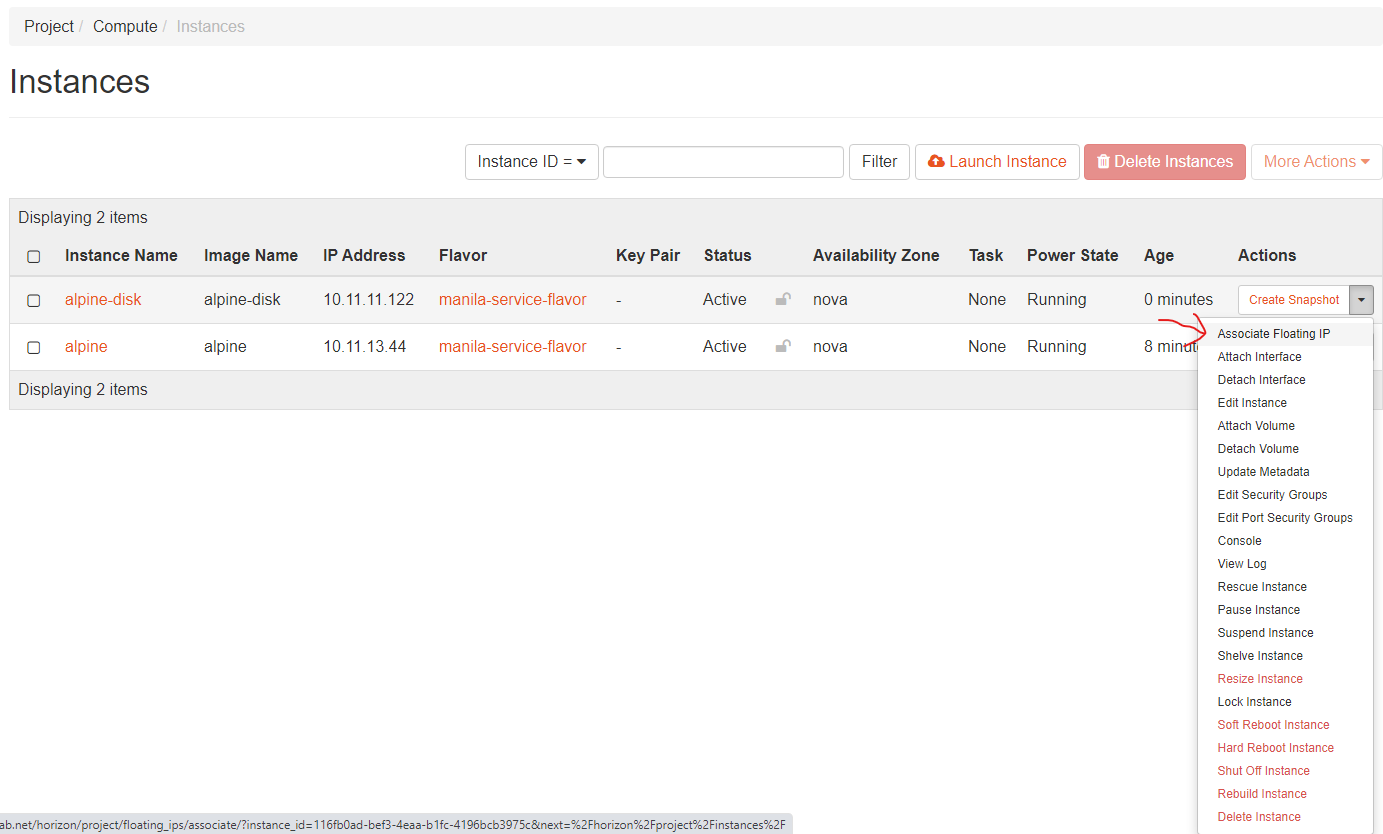 Project / Compute / Instances
Instances
Instance ID = Filter Launch Instance Delete Instances More Actions
Displaying 2 items
Instance Name Image Name IP Address Flavor Key Pair Status Availability Zone Task Power State Age Actions
alpine-disk alpine-disk 10.11.11.122 manila-service-flavor - Active nova None Running 0 minutes Create Snapshot
alpine alpine 10.11.13.44 manila-service-flavor - Active nova None Running 8 minut
Displaying 2 items
Associate Floating IP
Attach Interface
Detach Interface
Edit Instance
Attach Volume
Detach Volume
Update Metadata
Edit Security Groups
Edit Port Security Groups
Console
View Log
Rescue Instance
Pause Instance
Suspend Instance
Shelve Instance
Resize Instance
Lock Instance
Soft Reboot Instance
Hard Reboot Instance
Shut Off Instance
Rebuild Instance
Delete Instance
ab.net/horizon/project/floating_ips/associate/?instance_id=116fb0ad-bef3-4eaa-b1fc-4196bcb3975c&next=%2Fhorizon%2Fproject%2Finstances%2F